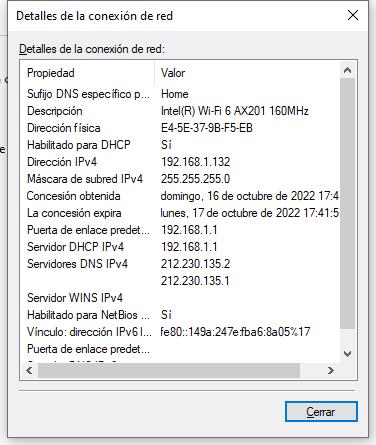 Detalles de la conexión de red
Detalles de la conexión de red:
Propiedad Valor
Sufijo DNS específico p... Home
Descripción Intel(R) Wi-Fi 6 AX201 160MHz
Dirección física E4-5E-37-9B-F5-EB
Habilitado para DHCP Sí
Dirección IPv4 192.168.1.132
Máscara de subred IPv4 255.255.255.0
Concesión obtenida domingo, 16 de octubre de 2022 17:4
La concesión expira lunes, 17 de octubre de 2022 17:41:5
Puerta de enlace predet... 192.168.1.1
Servidor DHCP IPv4 192.168.1.1
Servidores DNS IPv4 212.230.135.2
212.230.135.1
Servidor WINS IPv4
Habilitado para NetBios ... Sí
Vínculo: dirección IPv6 l... fe80::149a:247e:fba6:8a05%17
Puerta de enlace predet...
Cerrar